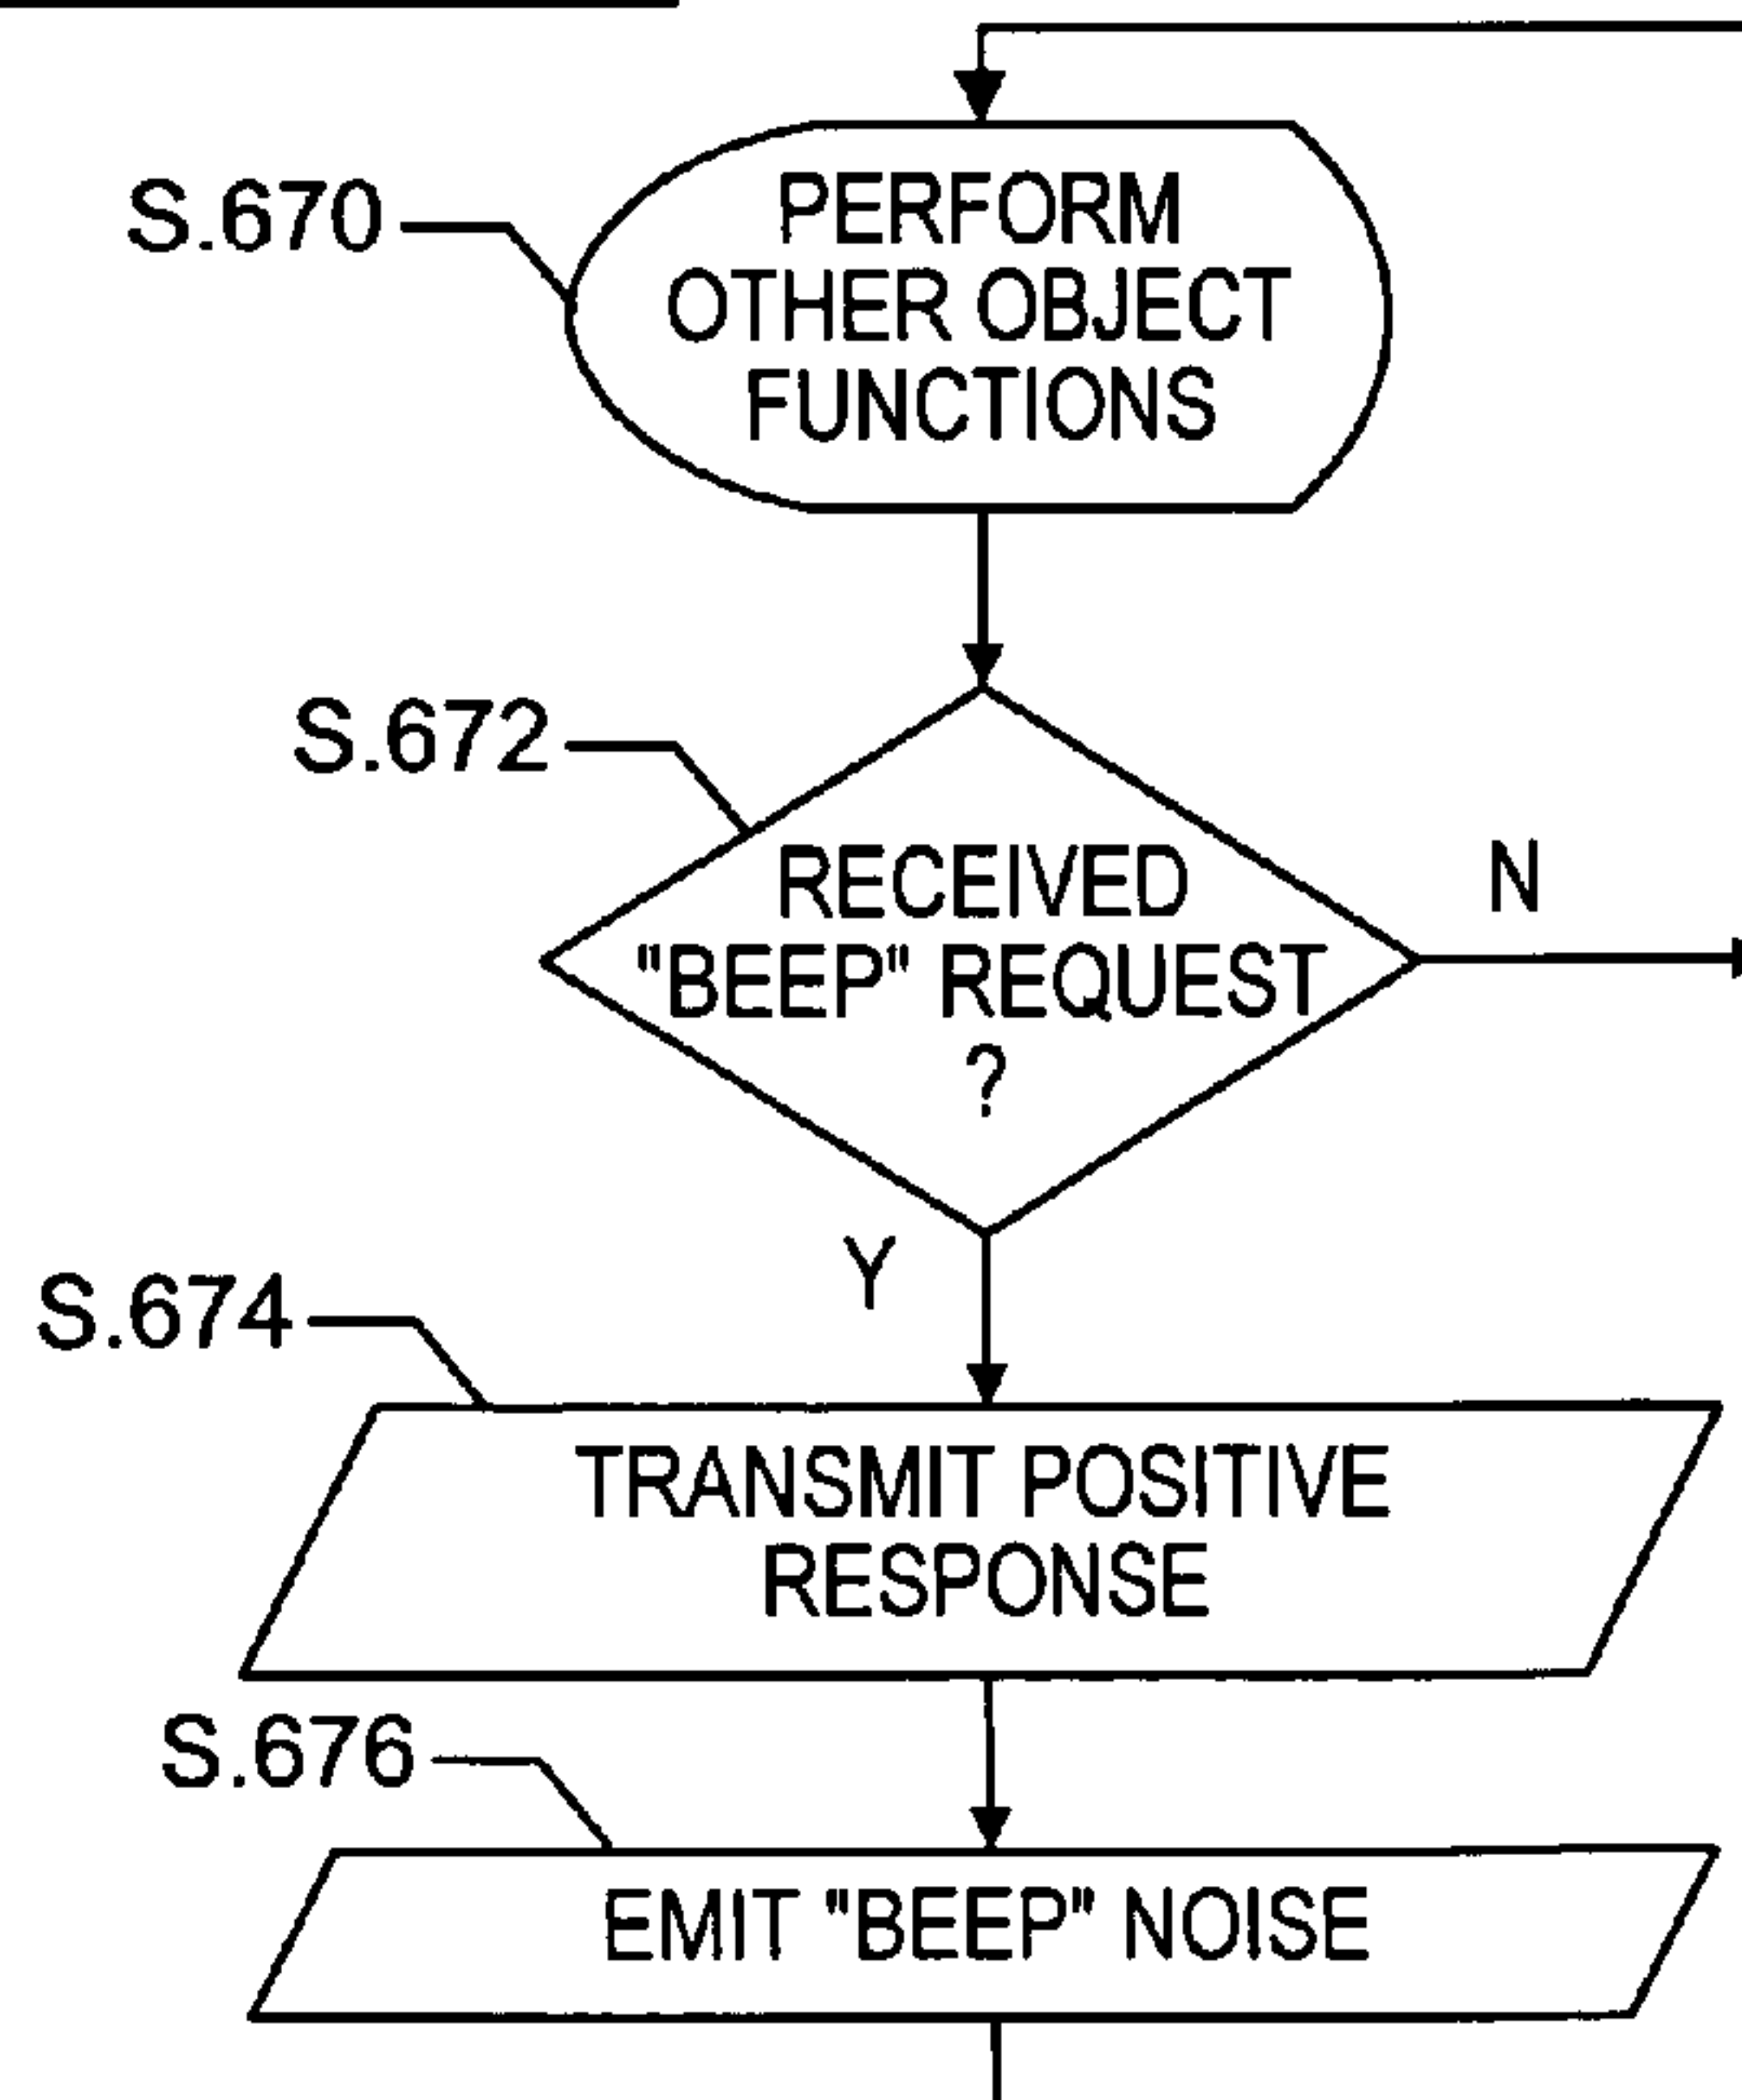 S.670
PERFORM
OTHER OBJECT
FUNCTIONS
S.672
RECEIVED
"BEEP" REQUEST
?
N
Y
S.674
TRANSMIT POSITIVE
RESPONSE
S.676
EMIT "BEEP" NOISE